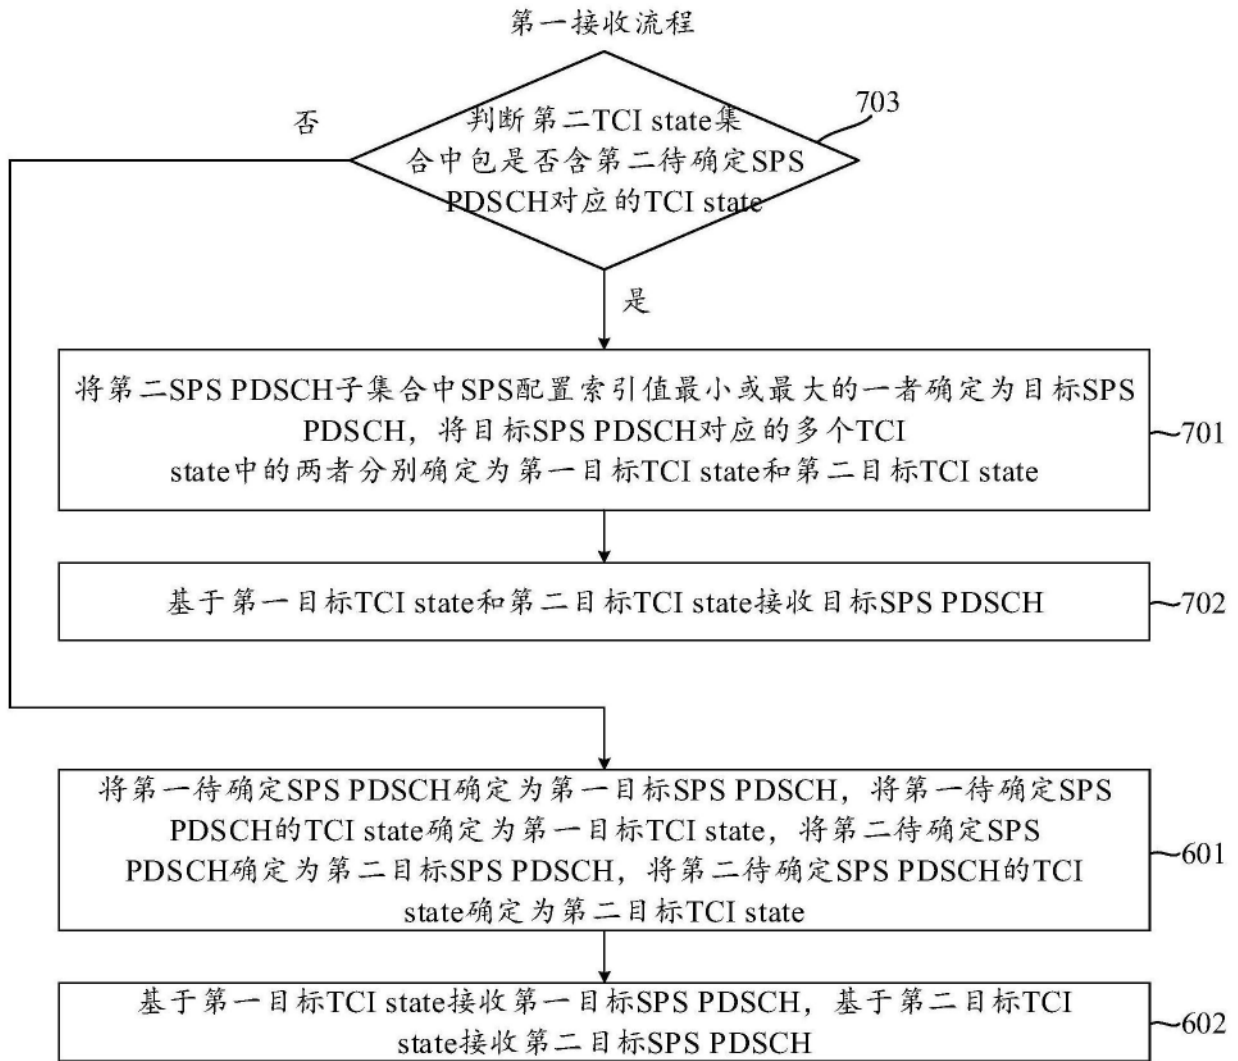 第一接收流程
否
判断第二TCI state集
合中包是否含第二待确定SPS
PDSCH对应的TCI state
703
是
将第二SPS PDSCH子集合中SPS配置索引值最小或最大的一者确定为目标SPS
PDSCH，将目标SPS PDSCH对应的多个TCI
state中的两者分别确定为第一目标TCI state和第二目标TCI state
701
基于第一目标TCI state和第二目标TCI state接收目标SPS PDSCH
702
将第一待确定SPS PDSCH确定为第一目标SPS PDSCH，将第一待确定SPS
PDSCH的TCI state确定为第一目标TCI state，将第二待确定SPS
PDSCH确定为第二目标SPS PDSCH，将第二待确定SPS PDSCH的TCI
state确定为第二目标TCI state
601
基于第一目标TCI state接收第一目标SPS PDSCH，基于第二目标TCI
state接收第二目标SPS PDSCH
602